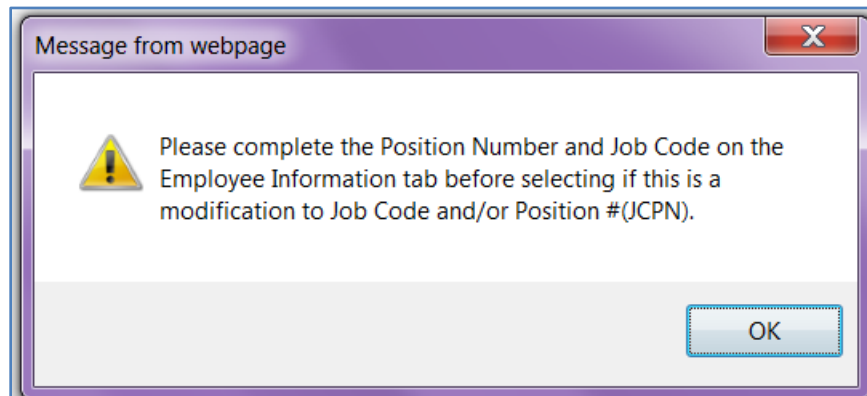 Message from webpage
X
Please complete the Position Number and Job Code on the
Employee Information tab before selecting if this is a
modification to Job Code and/or Position #(JCPN).
OK